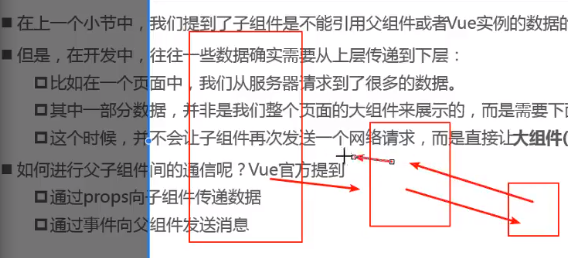 在上一个小节中，我们提到了子组件是不能引用父组件或者Vue实例的数据的
但是，在开发中，往往一些数据确实需要从上层传递到下层：
比如在一个页面中，我们从服务器请求到了很多的数据。
其中一部分数据，并非是我们整个页面的大组件来展示的，而是需要下面
这个时候，并不会让子组件再次发送一个网络请求，而是直接让大组件(
如何进行父子组件间的通信呢？Vue官方提到
通过props向子组件传递数据
通过事件向父组件发送消息